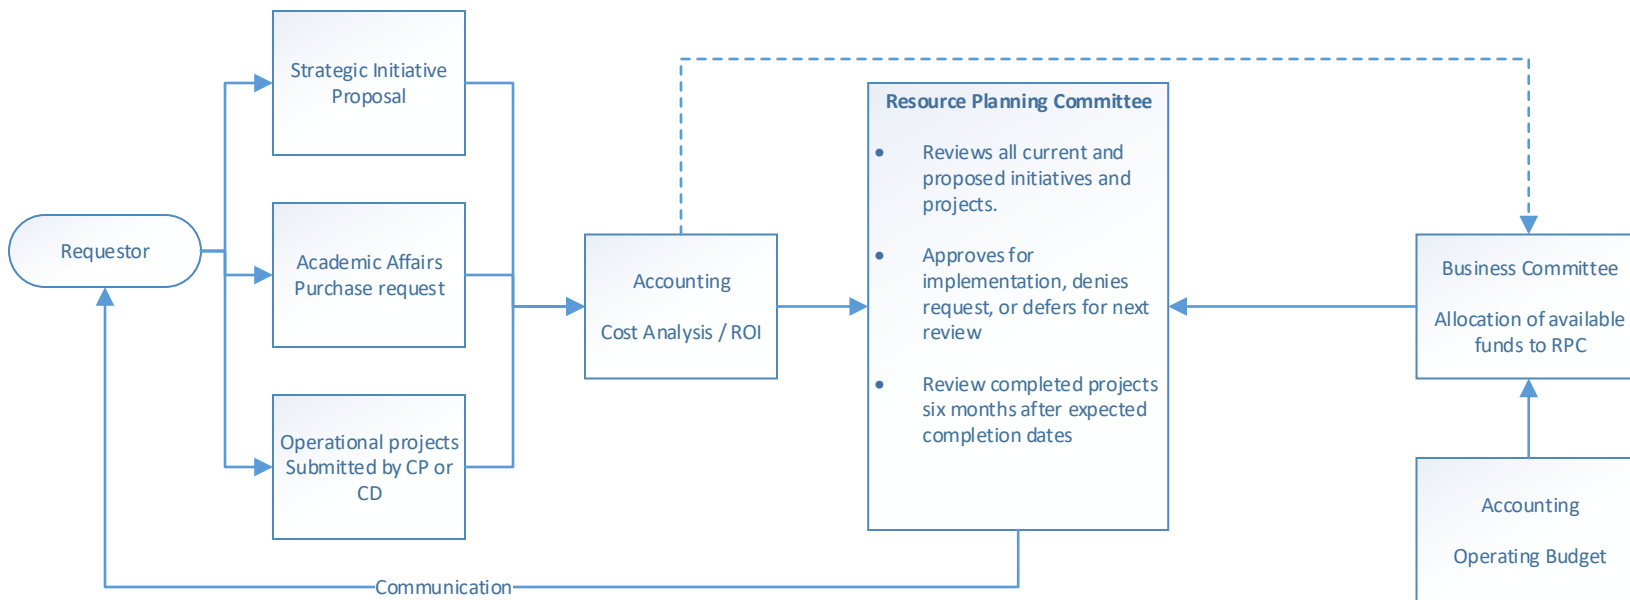 Strategic Initiative
Proposal
Requestor
Academic Affairs
Purchase request
Operational projects
Submitted by CP or
CD
Accounting
Cost Analysis / ROI
Resource Planning Committee
• Reviews all current and
proposed initiatives and
projects.
• Approves for
implementation, denies
request, or defers for next
review
• Review completed projects
six months after expected
completion dates
Business Committee
Allocation of available
funds to RPC
Accounting
Operating Budget
Communication